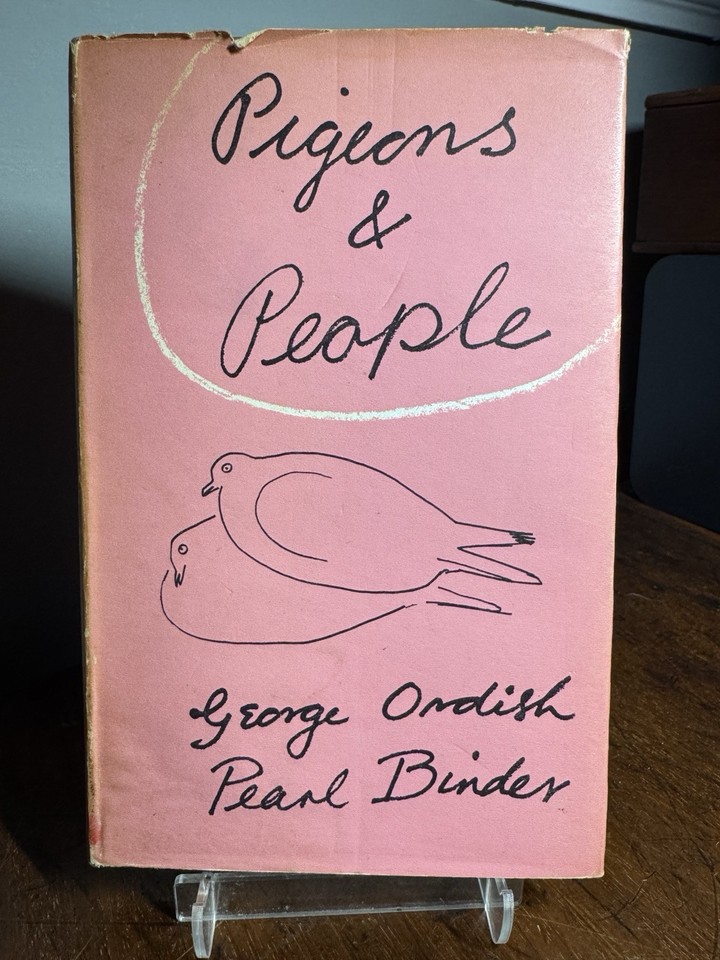 Pigeons
&
People
George Ordish
Pearl Binder